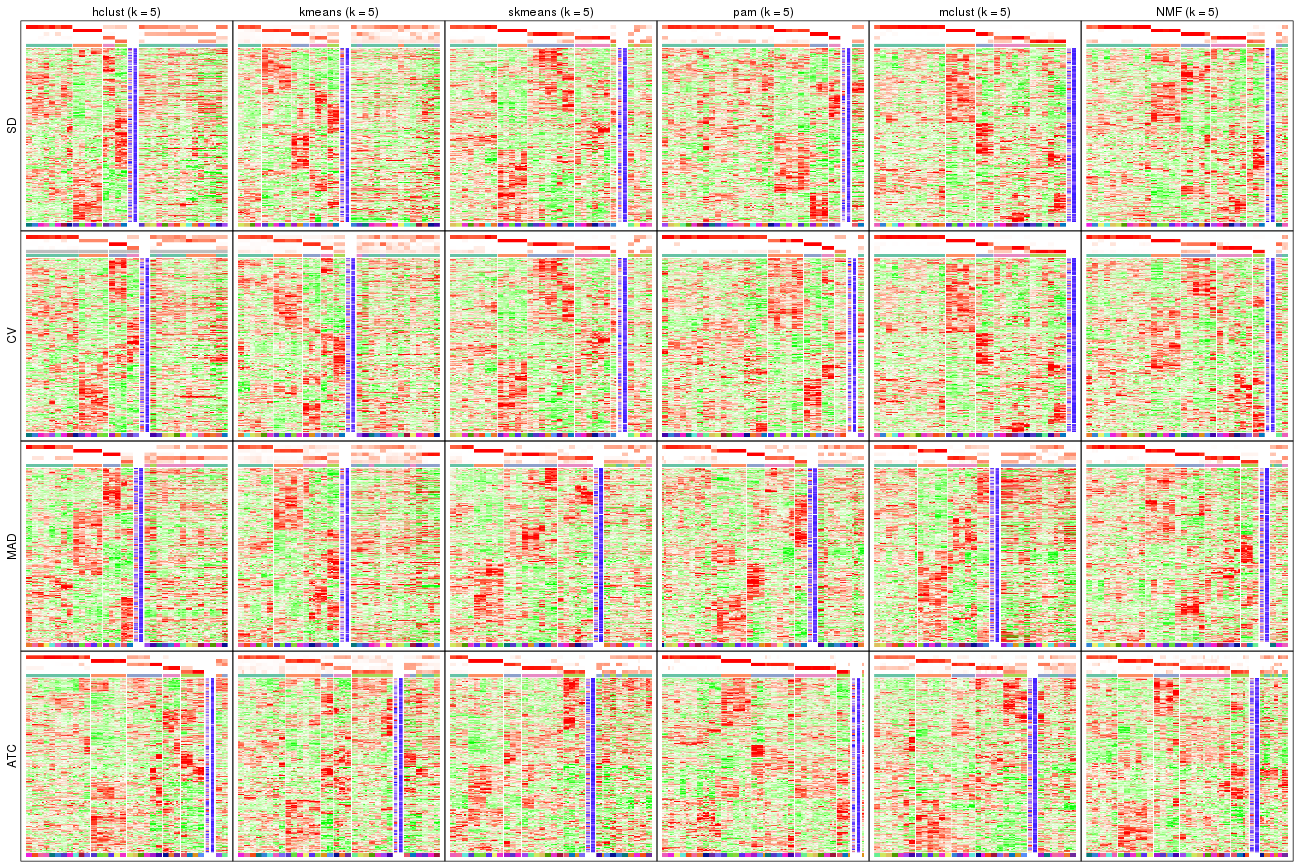 hclust (k = 5) kmeans (k = 5) skmeans (k = 5) pam (k = 5) mclust (k = 5) NMF (k = 5)
SD
CV
MAD
ATC